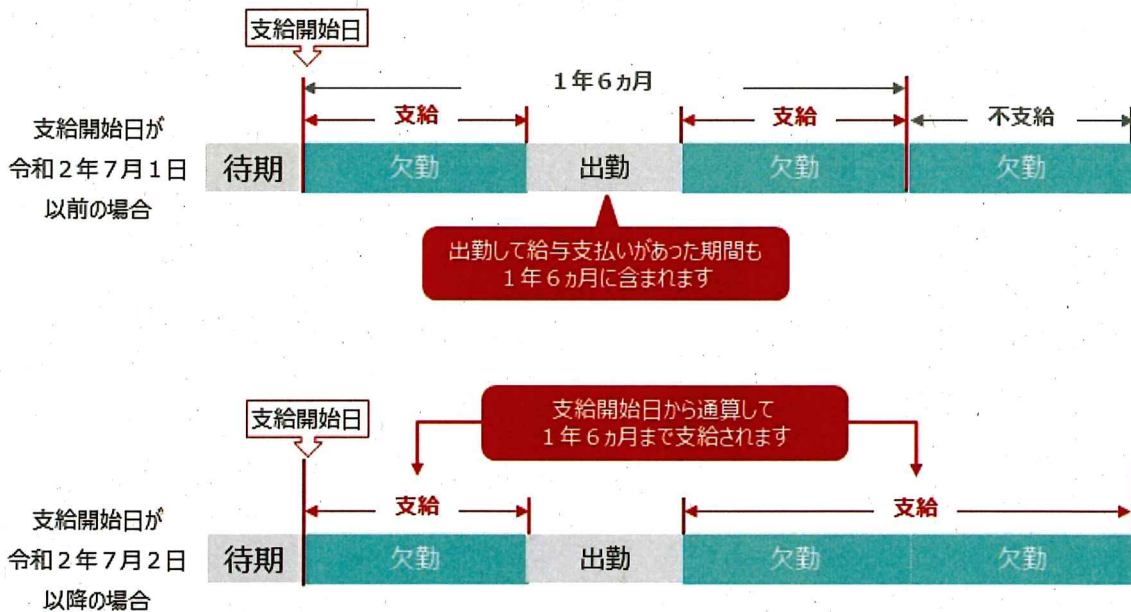 支給開始日
1年6ヵ月
支給 支給 不支給
支給開始日が
令和2年7月1日
以前の場合
待期 欠勤 出勤 欠勤 欠勤
出勤して給与支払いがあった期間も
1年6ヵ月に含まれます
支給開始日から通算して
1年6ヵ月まで支給されます
支給開始日
支給 支給
支給開始日が
令和2年7月2日
以降の場合
待期 欠勤 出勤 欠勤 欠勤